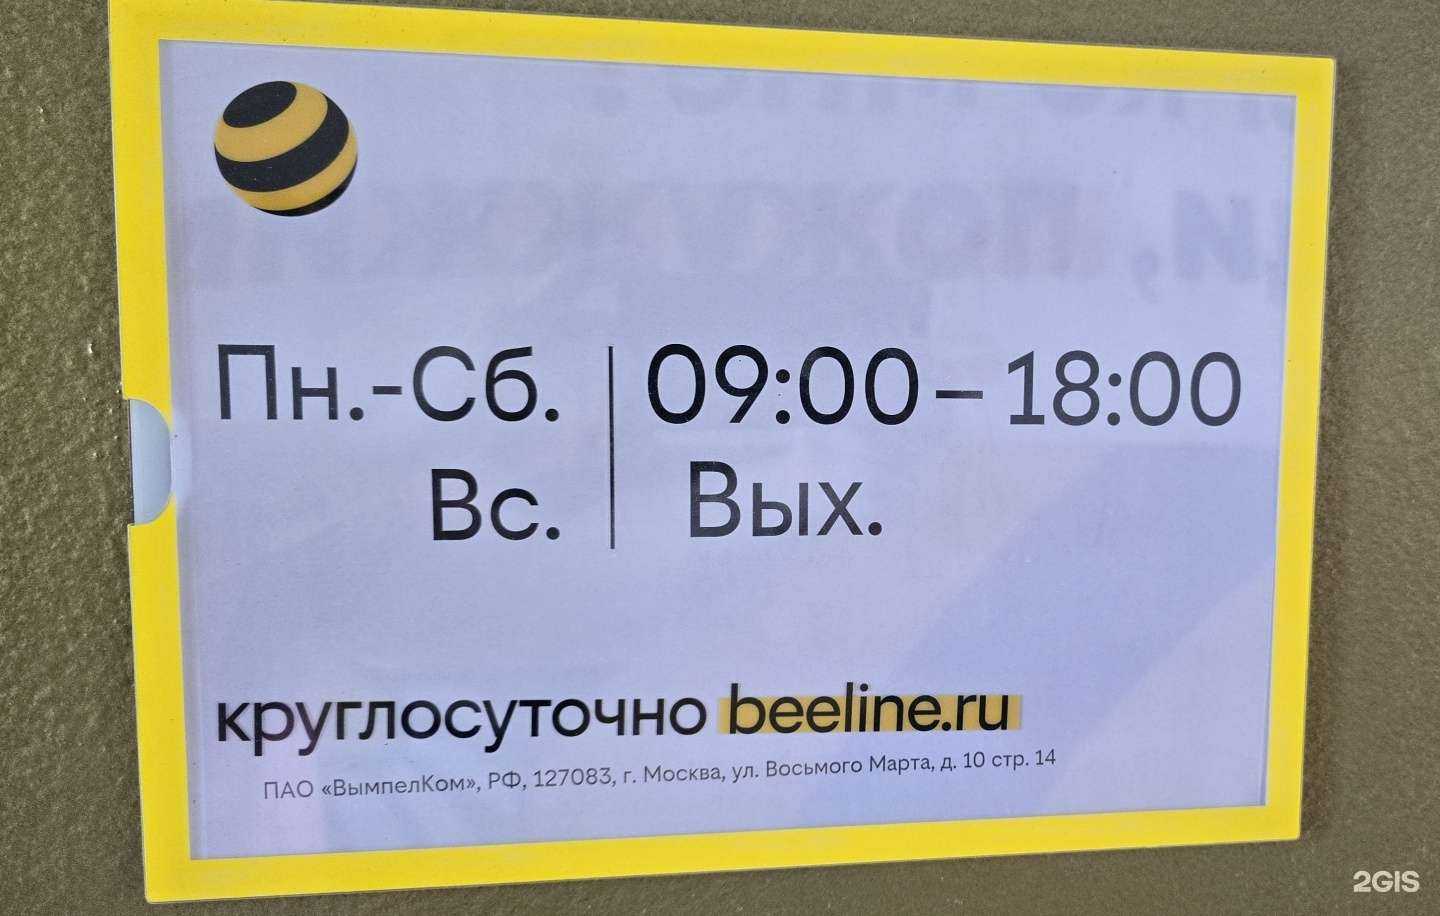 Пн.-Сб. 09:00 – 18:00
Вс. Вых.
круглосуточно beeline.ru
ПАО «ВымпелКом», РФ, 127083, г. Москва, ул. Восьмого Марта, д. 10 стр. 14
2GIS